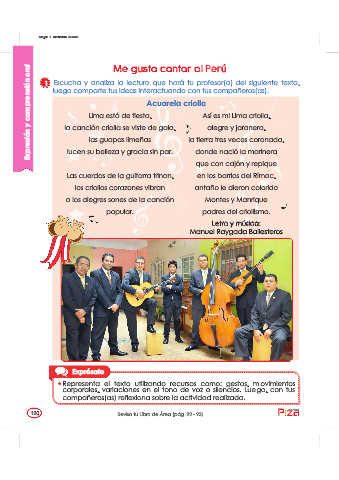 Expresión y comprensión oral
Me gusta cantar al Perú
1 Escucha y analiza la lectura que hará tu profesor(a) del siguiente texto,
luego comparte tus ideas interactuando con tus compañeros(as).
Acuarela criolla
Lima está de fiesta,
la canción criolla se viste de gala,
las guapas limeñas
lucen su belleza y gracia sin par.
Las cuerdas de la guitarra trinan,
los criollos corazones vibran
a los alegres sones de la canción
popular.
Así es mi Lima criolla,
alegre y jaranera,
la tierra tres veces coronada,
donde nació la marinera
que con cajón y repique
en los barrios del Rímac,
antaño le dieron colorido
Montes y Manrique
padres del criollismo.
Letra y música:
Manuel Raygada Ballesteros
Exprésalo
Representa el texto utilizando recursos como: gestos, movimientos
corporales, variaciones en el tono de voz o silencios. Luego, con tus
compañeros(as) reflexiona sobre la actividad realizada.
Revisa tu Libro de Área (pág. 92 - 93)